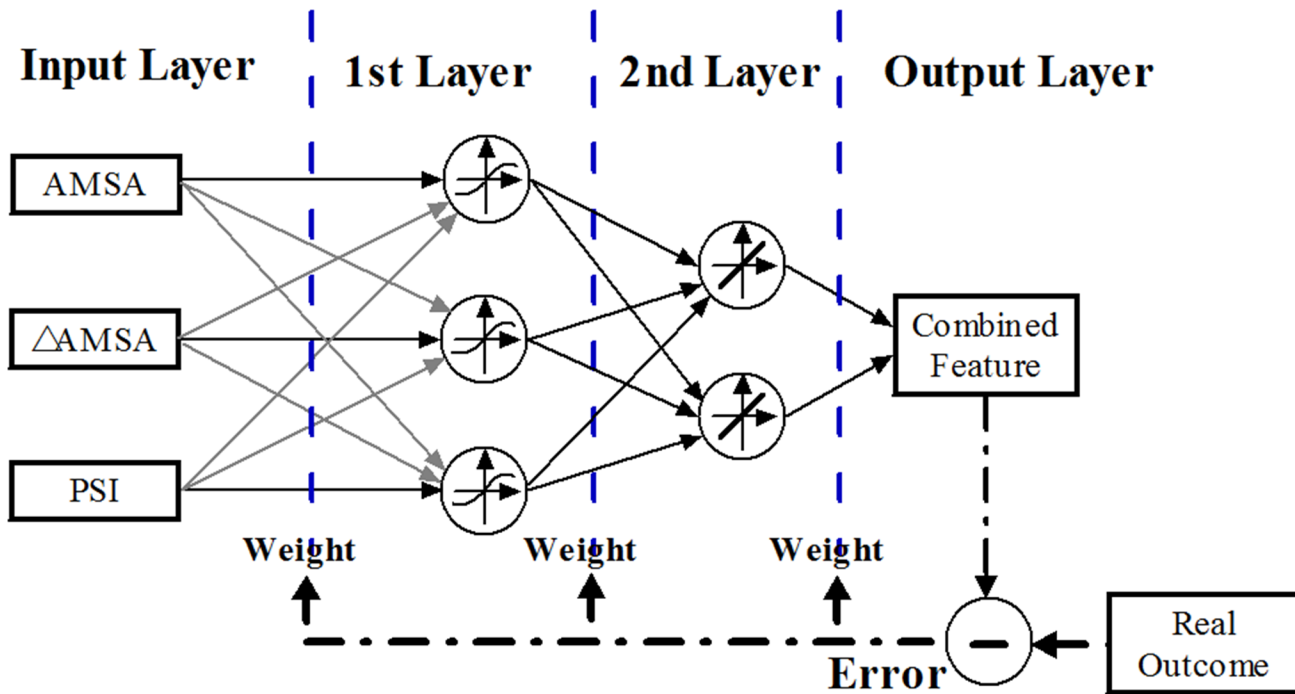 Input Layer
1st Layer
2nd Layer
Output Layer
AMSA
△AMSA
PSI
Combined
Feature
Weight
Weight
Weight
Error
Real
Outcome